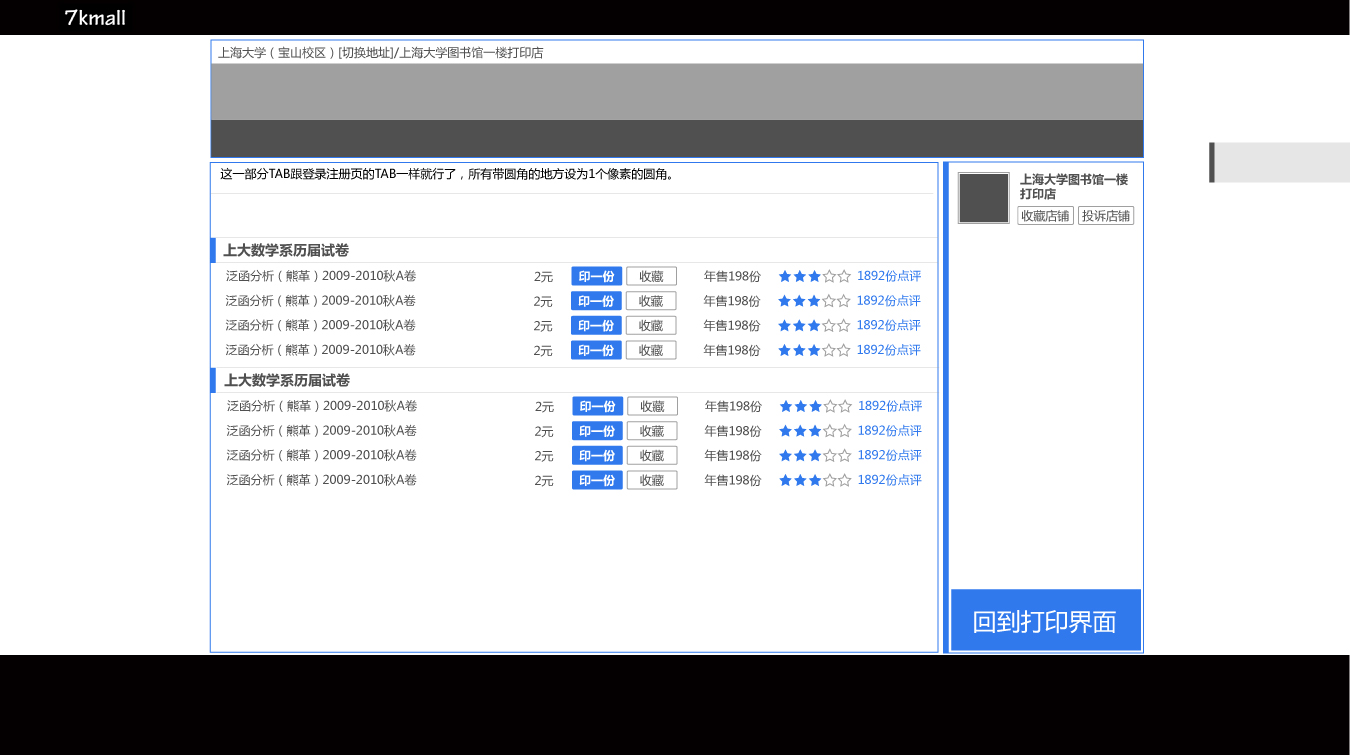 7kmall
上海大学（宝山校区）[切换地址]/上海大学图书馆一楼打印店
这一部分TAB跟登录注册页的TAB一样就行了，所有带圆角的地方设为1个像素的圆角。
上大数学系历届试卷
泛函分析（熊革）2009-2010秋A卷 2元 印一份 收藏 年售198份 1892份点评
泛函分析（熊革）2009-2010秋A卷 2元 印一份 收藏 年售198份 1892份点评
泛函分析（熊革）2009-2010秋A卷 2元 印一份 收藏 年售198份 1892份点评
泛函分析（熊革）2009-2010秋A卷 2元 印一份 收藏 年售198份 1892份点评
上大数学系历届试卷
泛函分析（熊革）2009-2010秋A卷 2元 印一份 收藏 年售198份 1892份点评
泛函分析（熊革）2009-2010秋A卷 2元 印一份 收藏 年售198份 1892份点评
泛函分析（熊革）2009-2010秋A卷 2元 印一份 收藏 年售198份 1892份点评
泛函分析（熊革）2009-2010秋A卷 2元 印一份 收藏 年售198份 1892份点评
上海大学图书馆一楼
打印店
收藏店铺 投诉店铺
回到打印界面